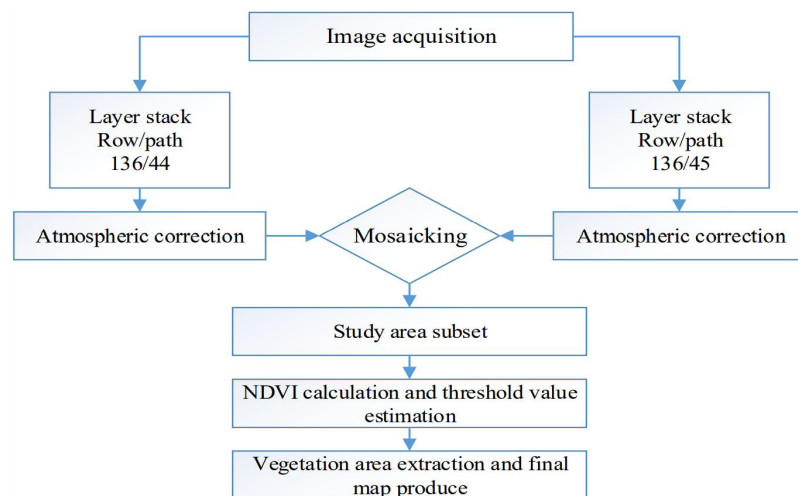 Image acquisition
Layer stack
Row/path
136/44
Layer stack
Row/path
136/45
Atmospheric correction
Mosaicking
Atmospheric correction
Study area subset
NDVI calculation and threshold value
estimation
Vegetation area extraction and final
map produce